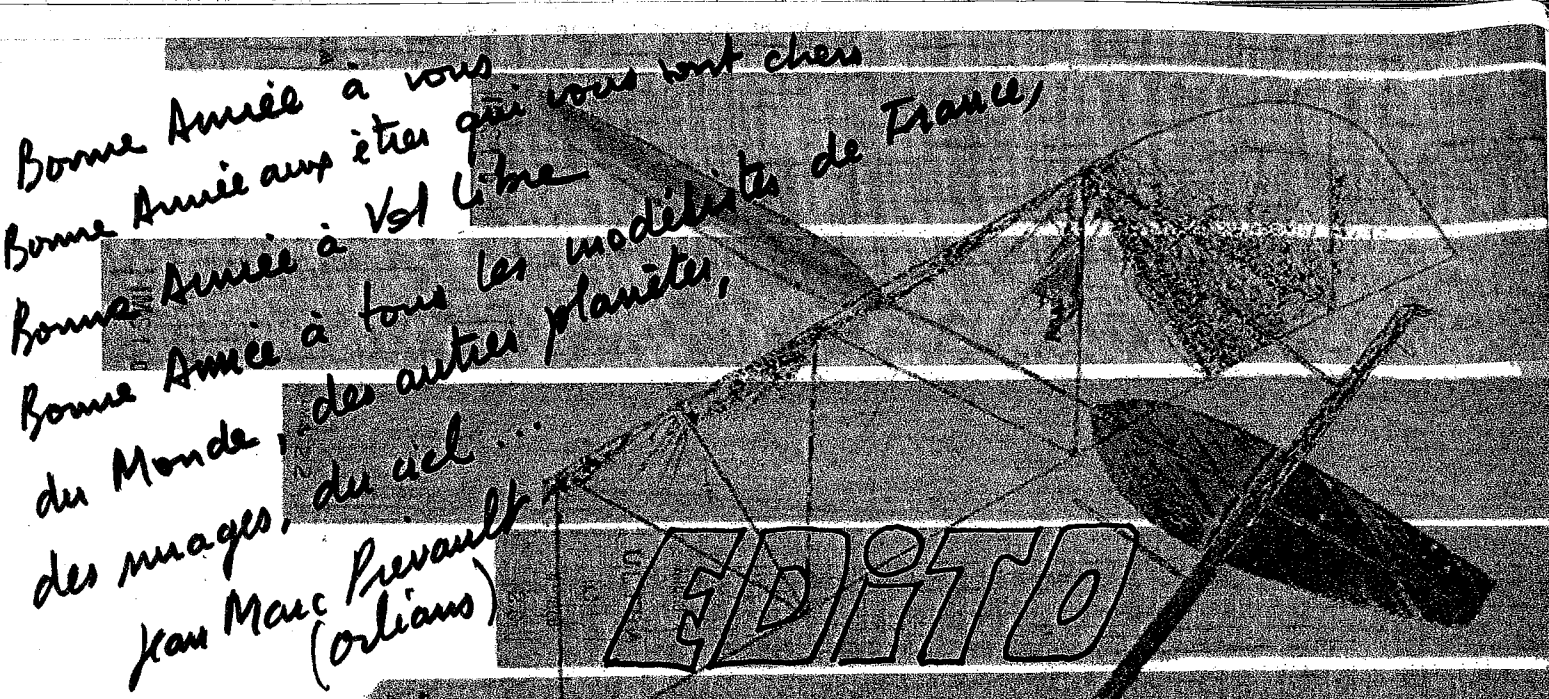 Bonne Année à vous
Bonne Année aux êtres qui vous sont chers
Bonne Année à Vol Libre
Bonne Année à tous les modélistes de France,
du Monde, des autres planètes,
des nuages, du ciel ...
Jean Marc Prevault
(Orléans)
EDiTO